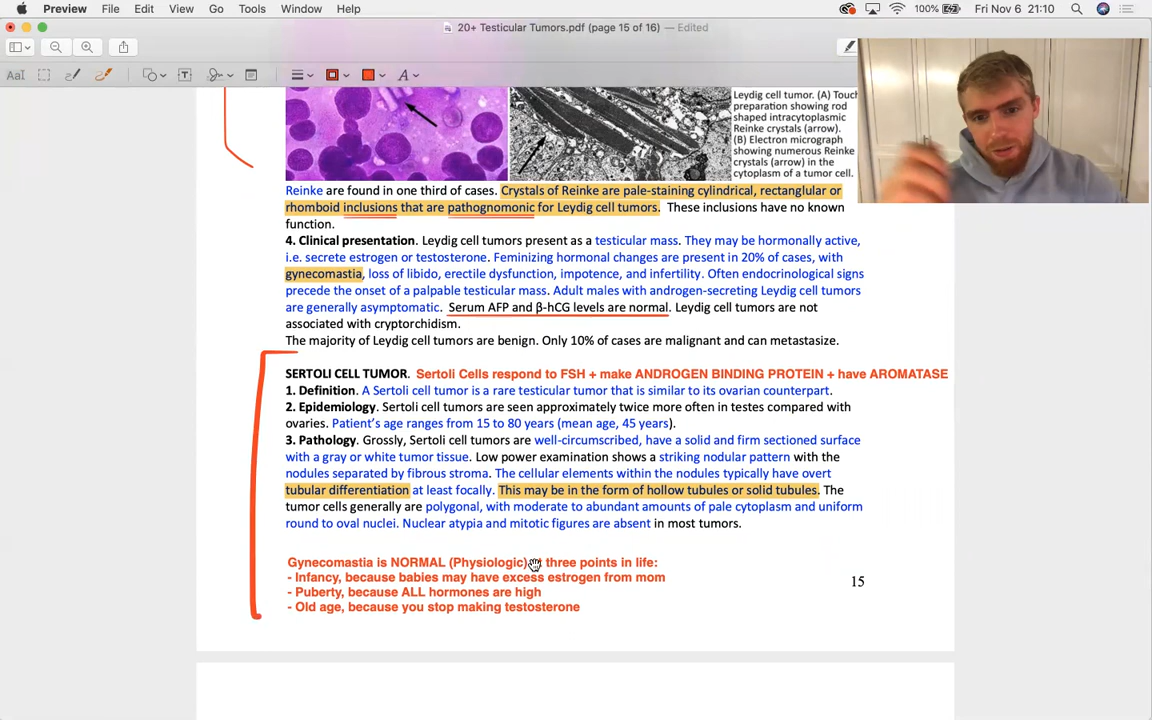 Preview File Edit View Go Tools Window Help 100% Fri Nov 6 21:10
20+ Testicular Tumors.pdf (page 15 of 16) — Edited
AaI
Leydig cell tumor. (A) Touch
preparation showing rod
shaped intracytoplasmic
Reinke crystals (arrow).
(B) Electron micrograph
showing numerous Reinke
crystals (arrow) in the
cytoplasm of a tumor cell.
Reinke are found in one third of cases. Crystals of Reinke are pale-staining cylindrical, rectanglular or
rhomboid inclusions that are pathognomonic for Leydig cell tumors. These inclusions have no known
function.
4. Clinical presentation. Leydig cell tumors present as a testicular mass. They may be hormonally active,
i.e. secrete estrogen or testosterone. Feminizing hormonal changes are present in 20% of cases, with
gynecomastia, loss of libido, erectile dysfunction, impotence, and infertility. Often endocrinological signs
precede the onset of a palpable testicular mass. Adult males with androgen-secreting Leydig cell tumors
are generally asymptomatic. Serum AFP and β-hCG levels are normal. Leydig cell tumors are not
associated with cryptorchidism.
The majority of Leydig cell tumors are benign. Only 10% of cases are malignant and can metastasize.
SERTOLI CELL TUMOR. Sertoli Cells respond to FSH + make ANDROGEN BINDING PROTEIN + have AROMATASE
1. Definition. A Sertoli cell tumor is a rare testicular tumor that is similar to its ovarian counterpart.
2. Epidemiology. Sertoli cell tumors are seen approximately twice more often in testes compared with
ovaries. Patient's age ranges from 15 to 80 years (mean age, 45 years).
3. Pathology. Grossly, Sertoli cell tumors are well-circumscribed, have a solid and firm sectioned surface
with a gray or white tumor tissue. Low power examination shows a striking nodular pattern with the
nodules separated by fibrous stroma. The cellular elements within the nodules typically have overt
tubular differentiation at least focally. This may be in the form of hollow tubules or solid tubules. The
tumor cells generally are polygonal, with moderate to abundant amounts of pale cytoplasm and uniform
round to oval nuclei. Nuclear atypia and mitotic figures are absent in most tumors.
Gynecomastia is NORMAL (Physiologic) three points in life:
- Infancy, because babies may have excess estrogen from mom
- Puberty, because ALL hormones are high
- Old age, because you stop making testosterone
15